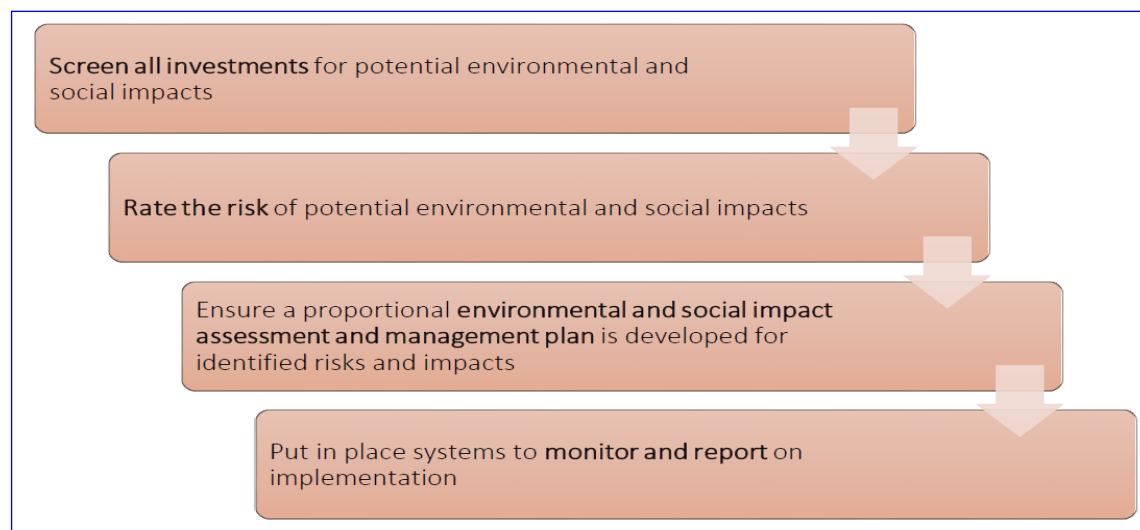 Screen all investments for potential environmental and
social impacts
Rate the risk of potential environmental and social impacts
Ensure a proportional environmental and social impact
assessment and management plan is developed for
identified risks and impacts
Put in place systems to monitor and report on
implementation